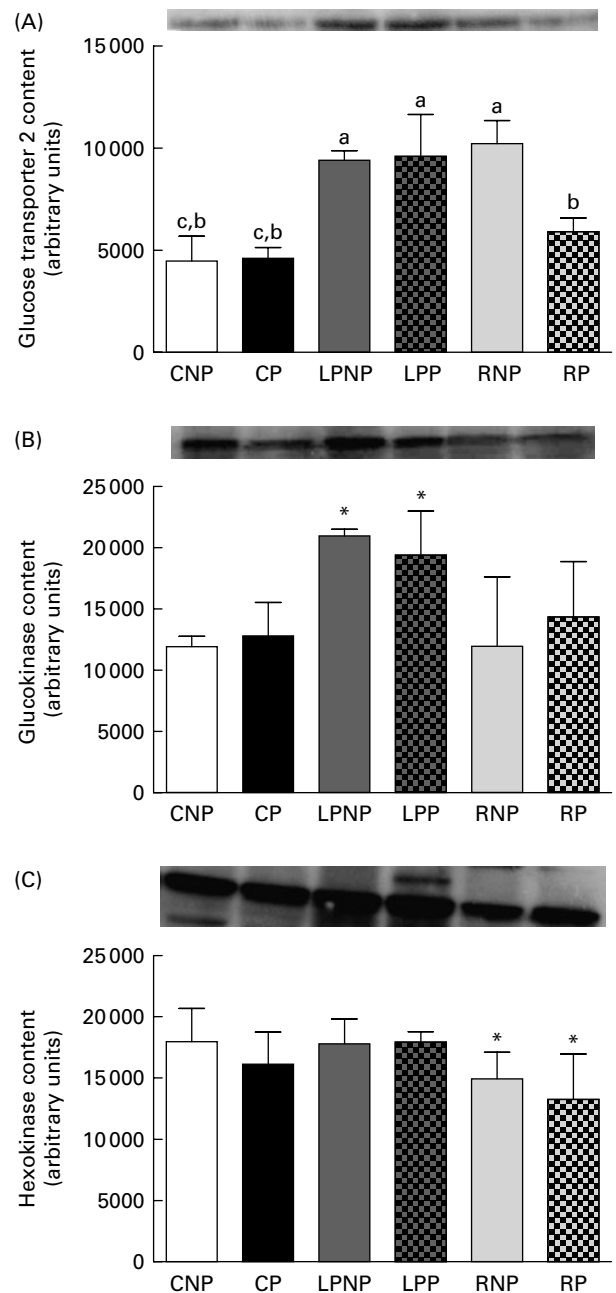 (A)
Glucose transporter 2 content
(arbitrary units)
15 000
10 000
5000
0
c,b
c,b
a
a
a
b
CNP CP LPNP LPP RNP RP
(B)
Glucokinase content
(arbitrary units)
25 000
20 000
15 000
10 000
5000
0
*
*
CNP CP LPNP LPP RNP RP
(C)
Hexokinase content
(arbitrary units)
25 000
20 000
15 000
10 000
5000
0
*
*
CNP CP LPNP LPP RNP RP